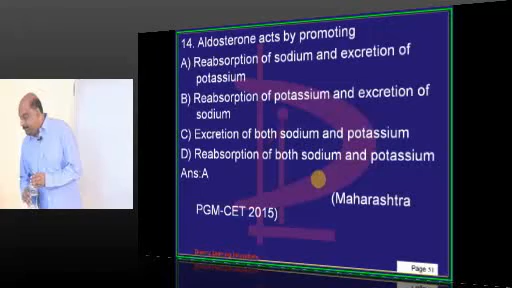 14. Aldosterone acts by promoting
A) Reabsorption of sodium and excretion of
potassium
B) Reabsorption of potassium and excretion of
sodium
C) Excretion of both sodium and potassium
D) Reabsorption of both sodium and potassium
Ans:A
(Maharashtra
PGM-CET 2015)
Page 31